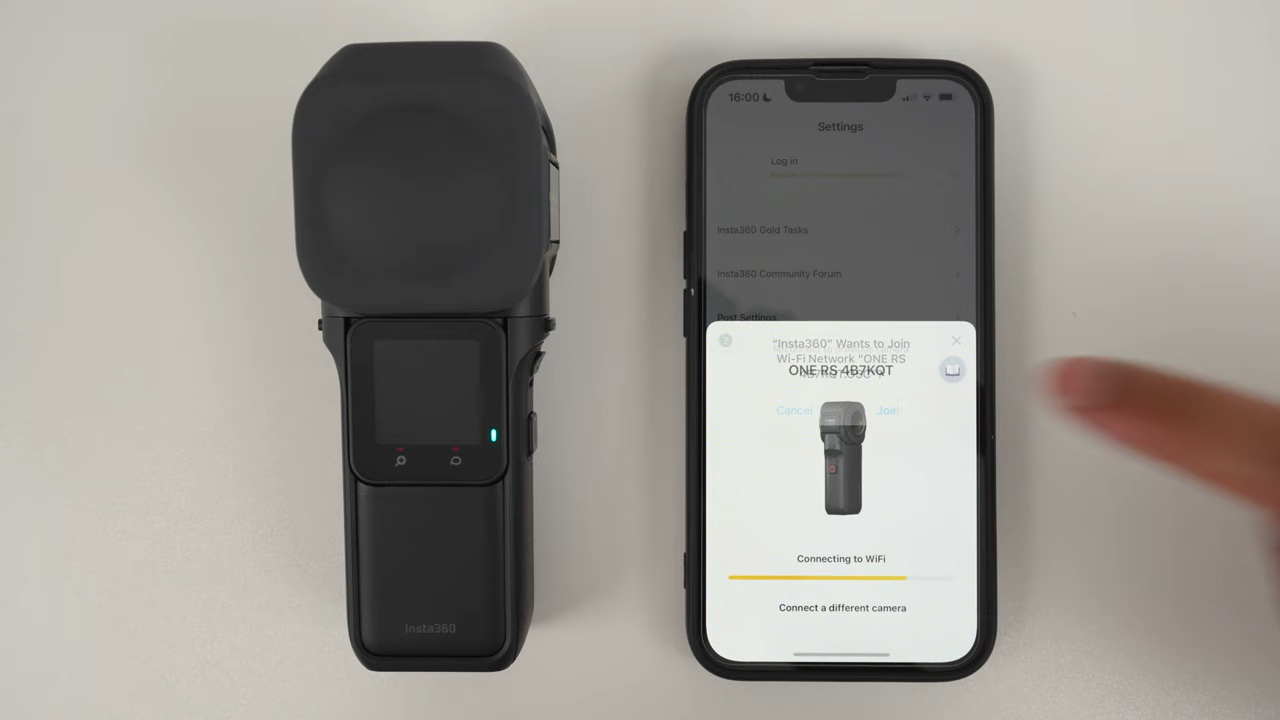 16:00
Settings
Log in
Insta360 Gold Tasks
Insta360 Community Forum
Post Settings
“Insta360” Wants to Join
Wi-Fi Network “ONE RS
ONE RS 4B7KQT
Cancel
Join
Connecting to WiFi
Connect a different camera
Insta360